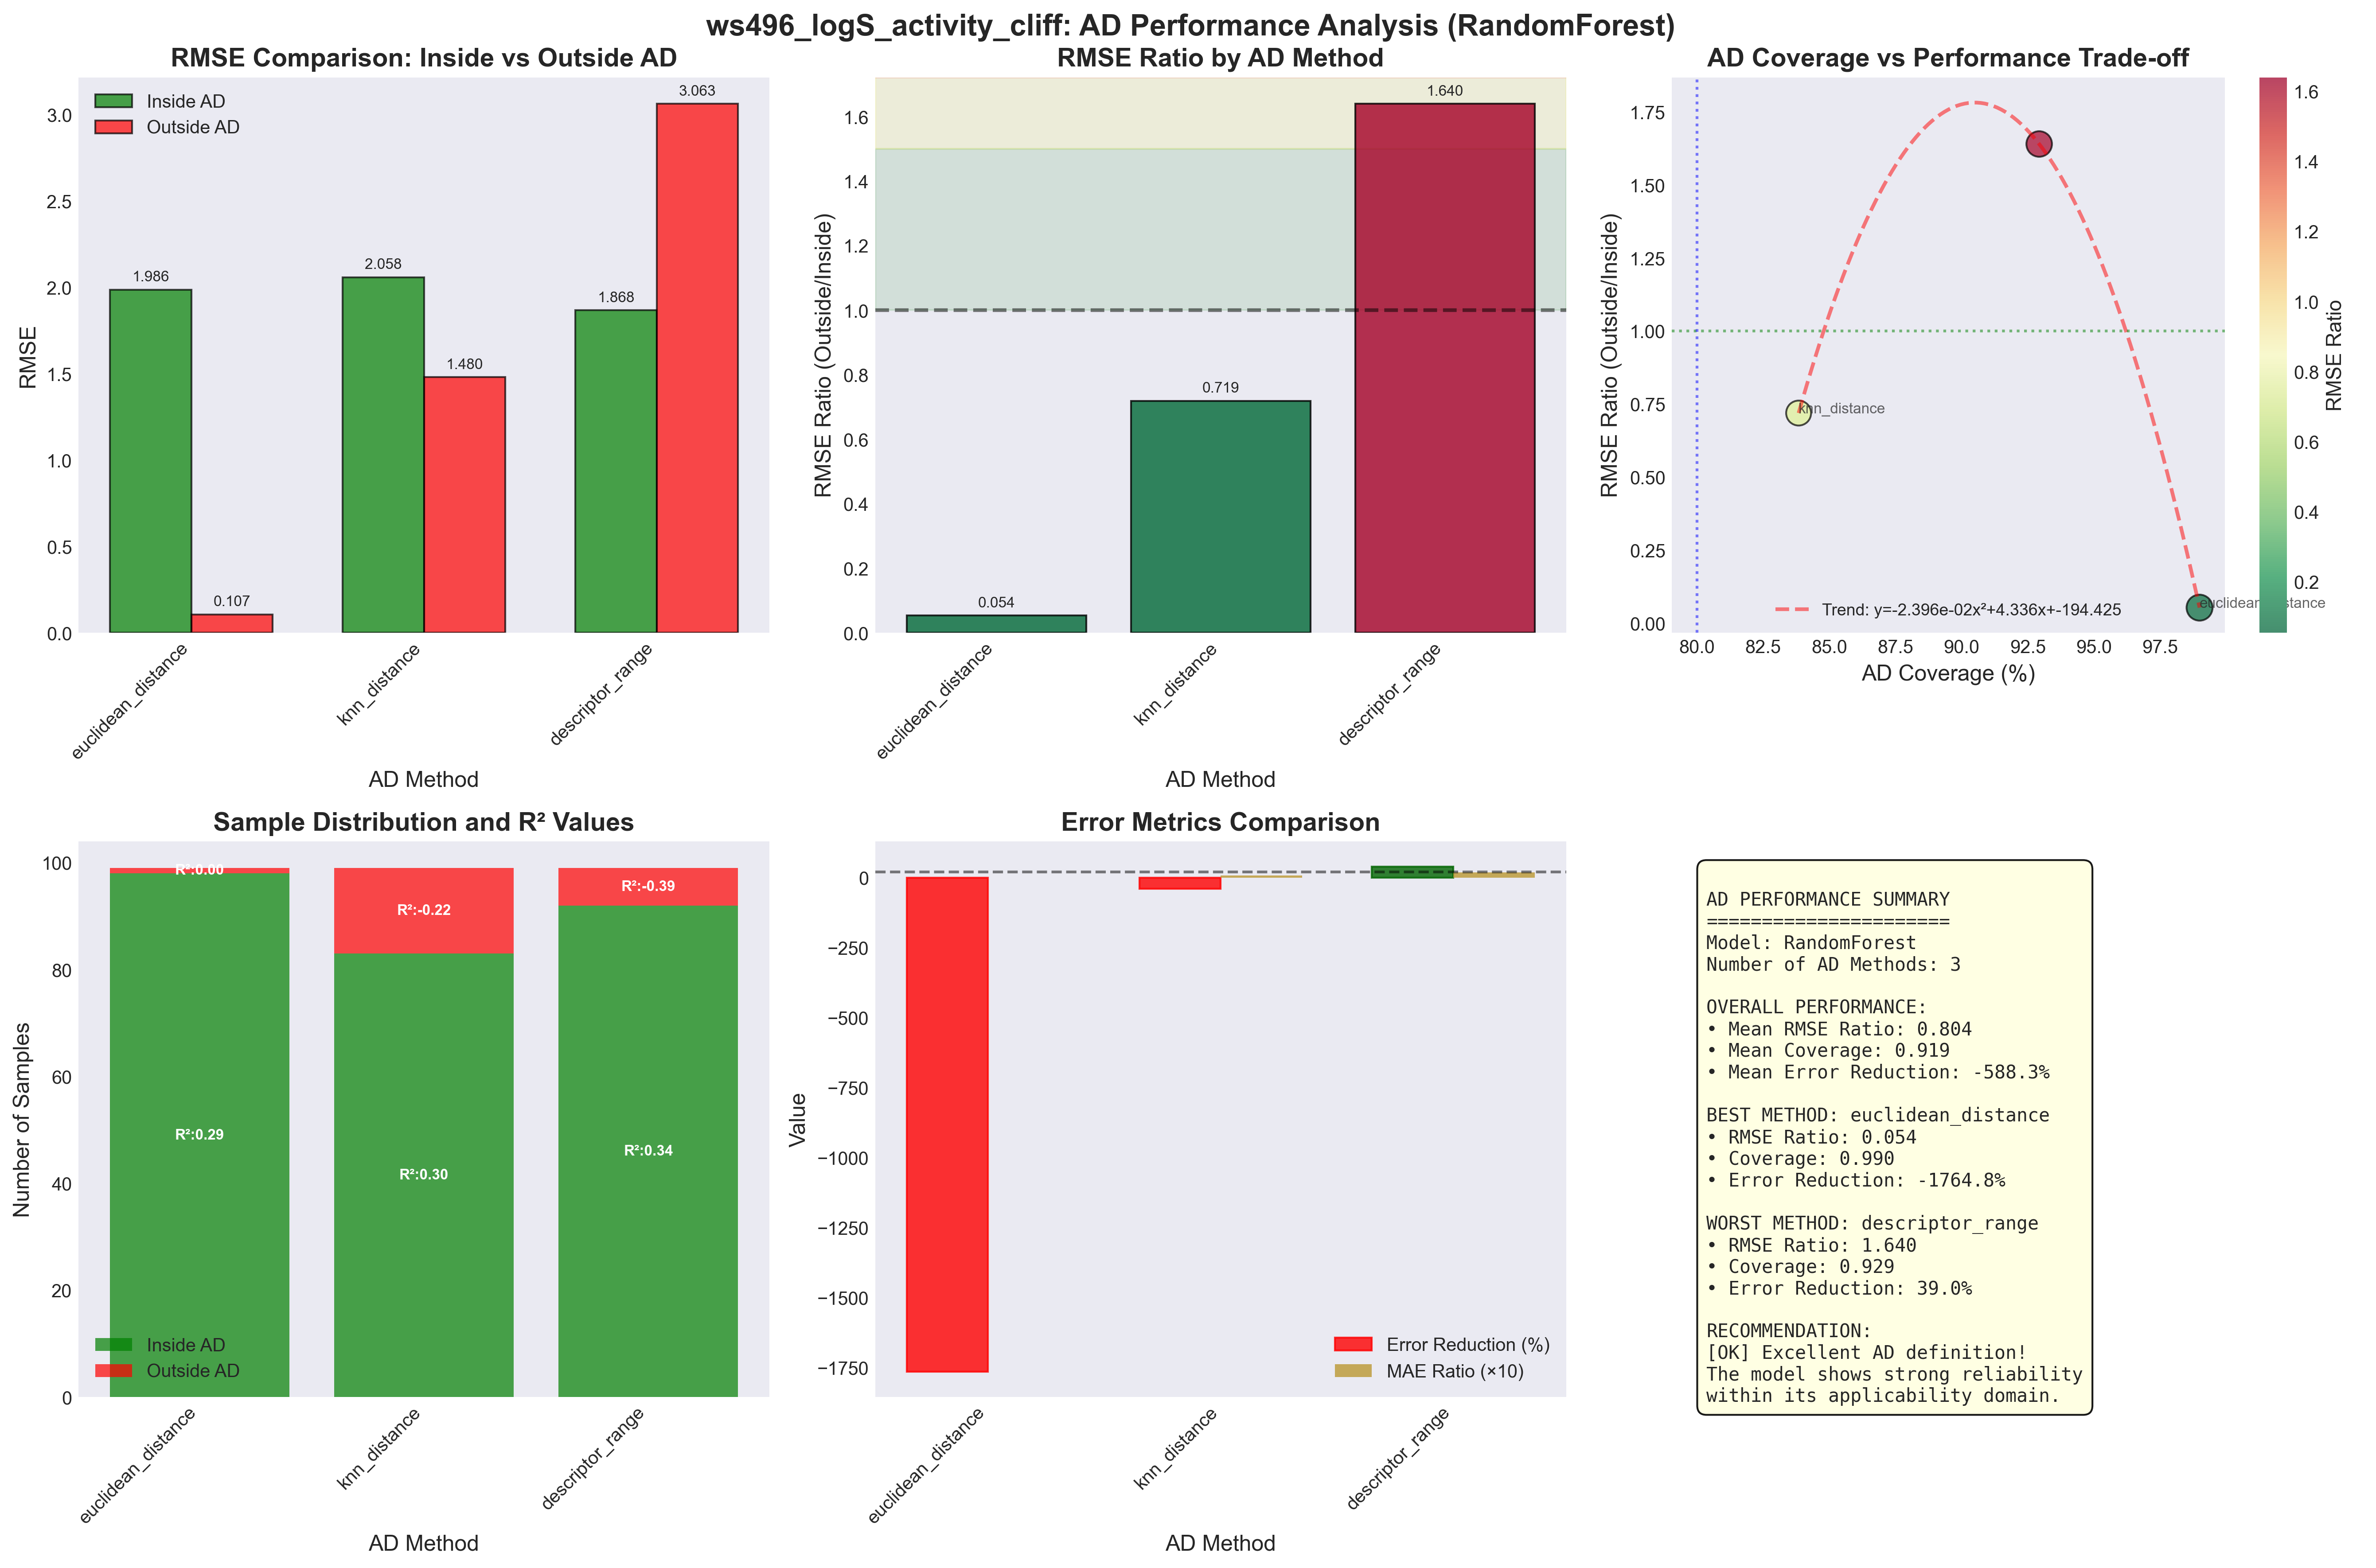 ws496_logS_activity_cliff: AD Performance Analysis (RandomForest)
RMSE Comparison: Inside vs Outside AD
Inside AD
Outside AD
3.0
2.5
2.0
1.5
1.0
0.5
0.0
RMSE
1.986
0.107
2.058
1.480
1.868
3.063
euclidean_distance
knn_distance
descriptor_range
AD Method
RMSE Ratio by AD Method
1.6
1.4
1.2
1.0
0.8
0.6
0.4
0.2
0.0
RMSE Ratio (Outside/Inside)
0.054
0.719
1.640
euclidean_distance
knn_distance
descriptor_range
AD Method
AD Coverage vs Performance Trade-off
1.75
1.50
1.25
1.00
0.75
0.50
0.25
0.00
RMSE Ratio (Outside/Inside)
knn_distance
euclidean_distance
Trend: y=-2.396e-02x²+4.336x+-194.425
80.0
82.5
85.0
87.5
90.0
92.5
95.0
97.5
AD Coverage (%)
1.6
1.4
1.2
1.0
0.8
0.6
0.4
0.2
RMSE Ratio
Sample Distribution and R² Values
100
80
60
40
20
0
Number of Samples
R²:0.00
R²:0.29
R²:-0.22
R²:0.30
R²:-0.39
R²:0.34
Inside AD
Outside AD
euclidean_distance
knn_distance
descriptor_range
AD Method
Error Metrics Comparison
0
−250
−500
−750
−1000
−1250
−1500
−1750
Value
Error Reduction (%)
MAE Ratio (×10)
euclidean_distance
knn_distance
descriptor_range
AD Method
AD PERFORMANCE SUMMARY
======================
Model: RandomForest
Number of AD Methods: 3
OVERALL PERFORMANCE:
• Mean RMSE Ratio: 0.804
• Mean Coverage: 0.919
• Mean Error Reduction: -588.3%
BEST METHOD: euclidean_distance
• RMSE Ratio: 0.054
• Coverage: 0.990
• Error Reduction: -1764.8%
WORST METHOD: descriptor_range
• RMSE Ratio: 1.640
• Coverage: 0.929
• Error Reduction: 39.0%
RECOMMENDATION:
[OK] Excellent AD definition!
The model shows strong reliability
within its applicability domain.